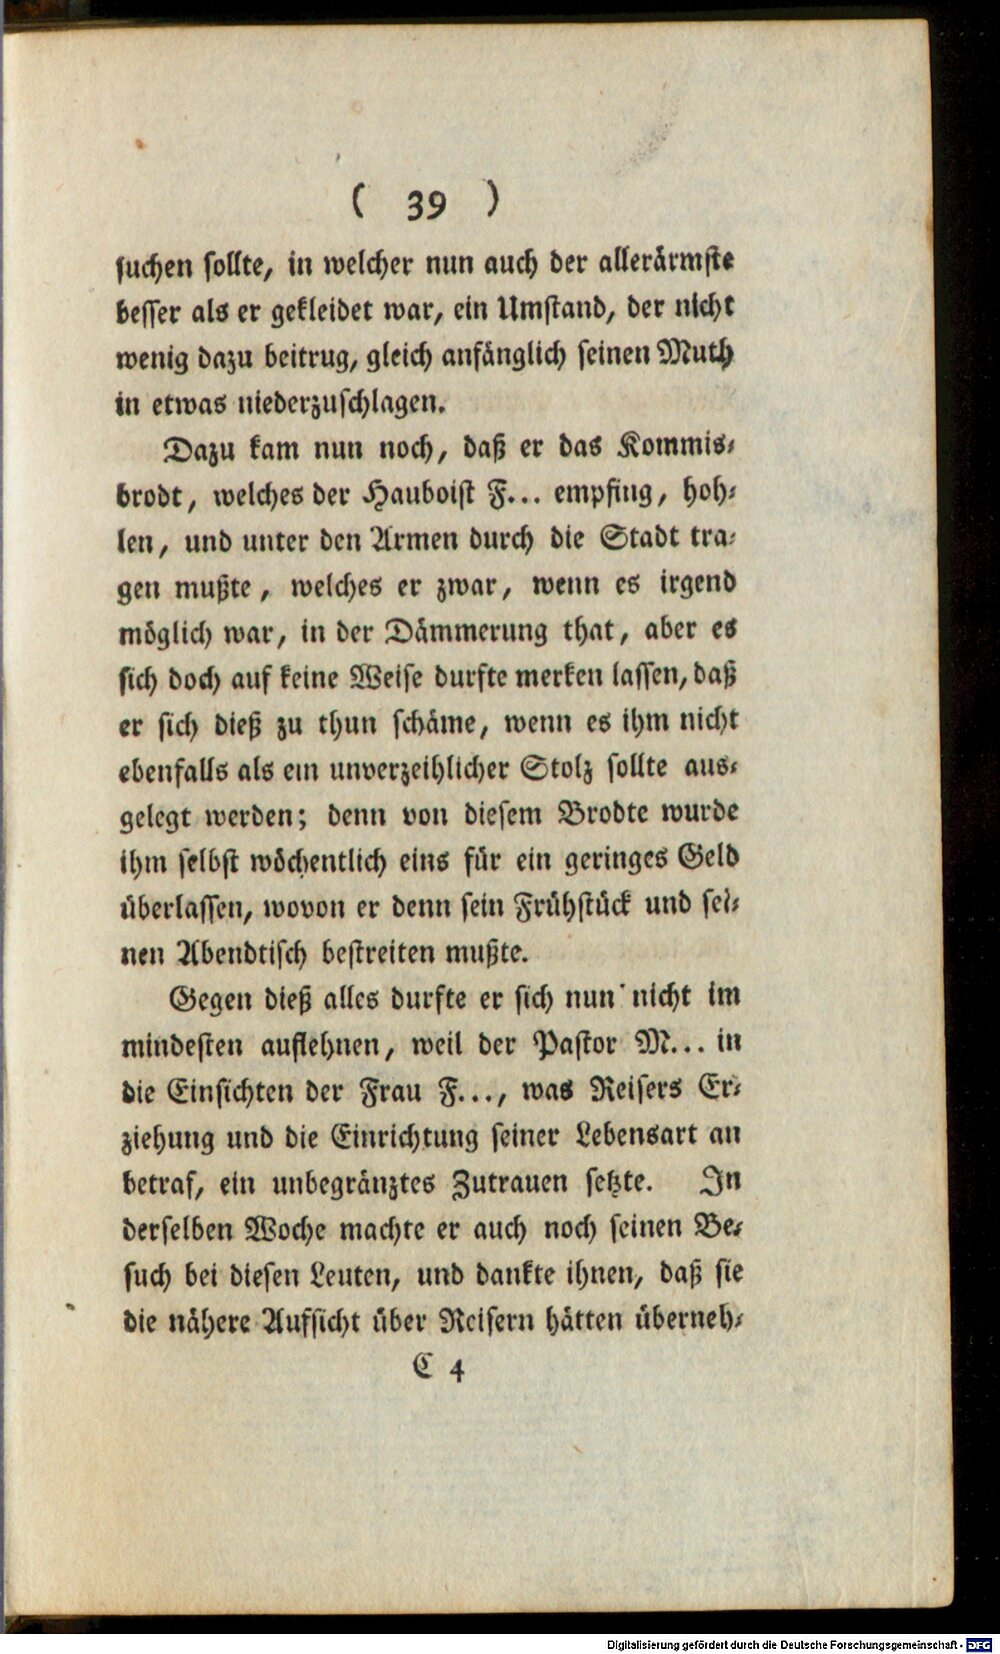 ( 39 )
suchen sollte, in welcher nun auch der allerärmste
besser als er gekleidet war, ein Umstand, der nicht
wenig dazu beitrug, gleich anfänglich seinen Muth
in etwas niederzuschlagen.
Dazu kam nun noch, daß er das Kommis-
brodt, welches der Hauboist F... empfing, hoh-
len, und unter den Armen durch die Stadt tra-
gen mußte, welches er zwar, wenn es irgend
möglich war, in der Dämmerung that, aber es
sich doch auf keine Weise durfte merken lassen, daß
er sich dieß zu thun schäme, wenn es ihm nicht
ebenfalls als ein unverzeihlicher Stolz sollte aus-
gelegt werden; denn von diesem Brodte wurde
ihm selbst wöchentlich eins für ein geringes Geld
überlassen, wovon er denn sein Frühstück und sei-
nen Abendtisch bestreiten mußte.
Gegen dieß alles durfte er sich nun nicht im
mindesten auflehnen, weil der Pastor M... in
die Einsichten der Frau F..., was Reisers Er-
ziehung und die Einrichtung seiner Lebensart an
betraf, ein unbegränztes Zutrauen setzte. In
derselben Woche machte er auch noch seinen Be-
such bei diesen Leuten, und dankte ihnen, daß sie
die nähere Aufsicht über Reisern hätten überneh-
C 4
Digitalisierung gefördert durch die Deutsche Forschungsgemeinschaft - DFG